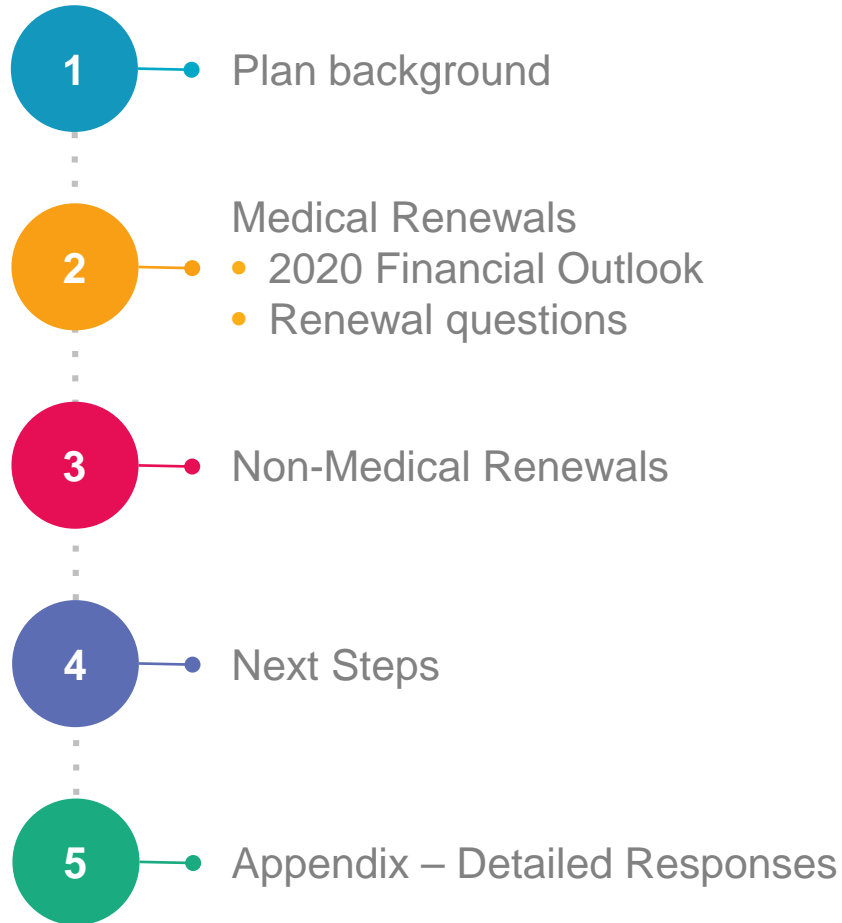 1 Plan background
Medical Renewals
2 • 2020 Financial Outlook
• Renewal questions
3 Non-Medical Renewals
4 Next Steps
5 Appendix – Detailed Responses